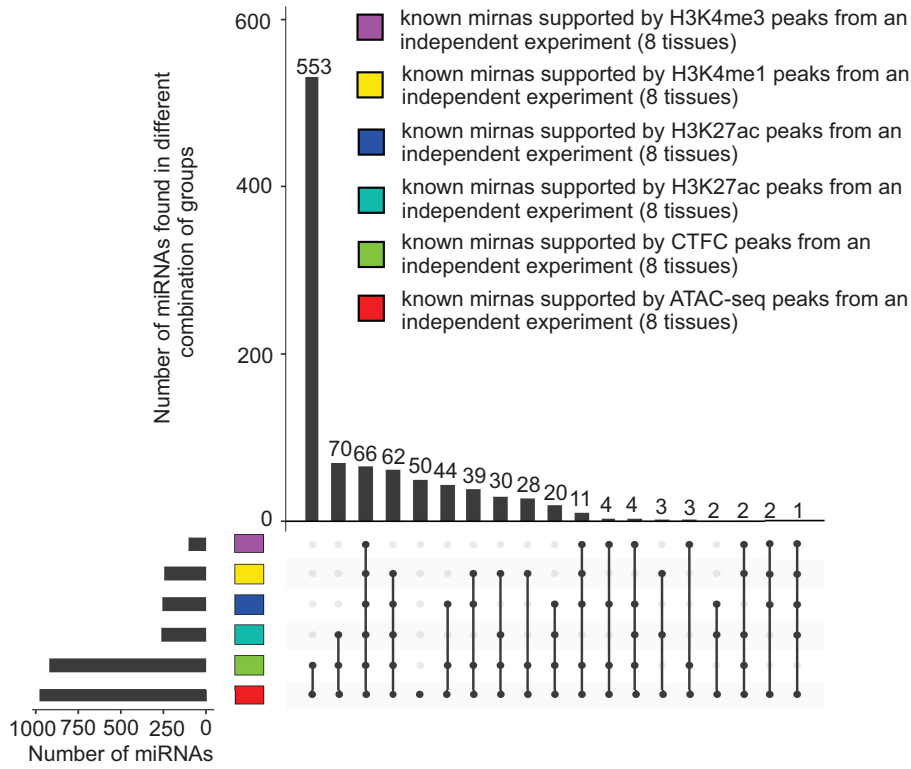 600
400
200
0
Number of miRNAs found in different
combination of groups
known mirnas supported by H3K4me3 peaks from an
independent experiment (8 tissues)
known mirnas supported by H3K4me1 peaks from an
independent experiment (8 tissues)
known mirnas supported by H3K27ac peaks from an
independent experiment (8 tissues)
known mirnas supported by H3K27ac peaks from an
independent experiment (8 tissues)
known mirnas supported by CTFC peaks from an
independent experiment (8 tissues)
known mirnas supported by ATAC-seq peaks from an
independent experiment (8 tissues)
553 70 66 62 50 44 39 30 28 20 11 4 4 3 3 2 2 2 1
1000 750 500 250 0
Number of miRNAs